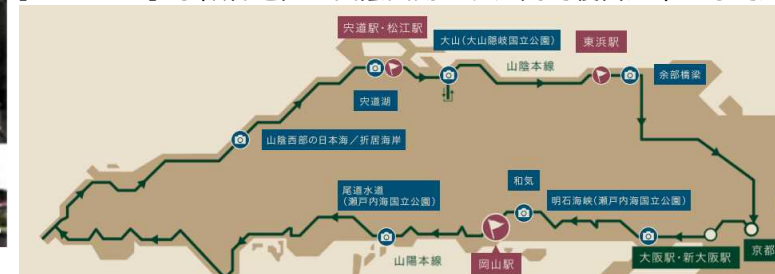 宍道駅・松江駅
大山(大山隠岐国立公園)
東浜駅
山陰本線
余部橋梁
宍道湖
山陰西部の日本海／折居海岸
尾道水道
(瀬戸内海国立公園)
和気
明石海峡(瀬戸内海国立公園)
山陽本線
岡山駅
大阪駅・新大阪駅
京都